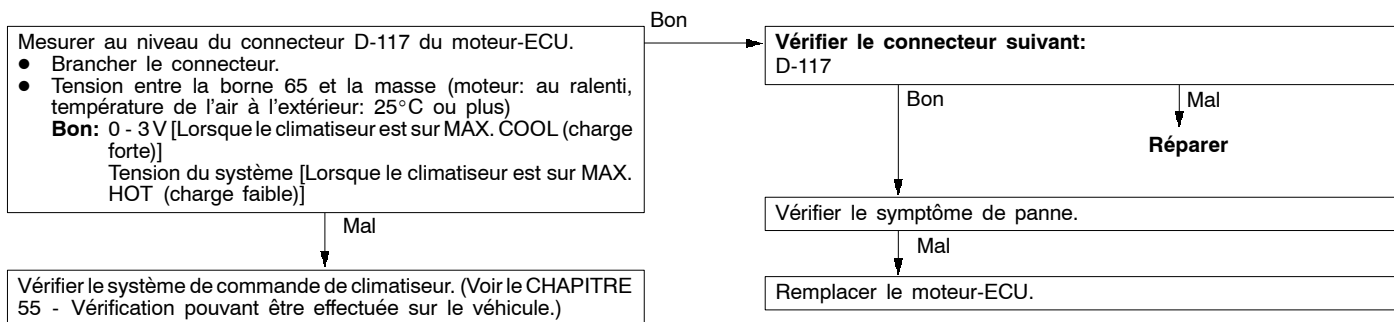 Mesurer au niveau du connecteur D-117 du moteur-ECU.
● Brancher le connecteur.
● Tension entre la borne 65 et la masse (moteur: au ralenti,
température de l'air à l'extérieur: 25°C ou plus)
Bon: 0 - 3 V [Lorsque le climatiseur est sur MAX. COOL (charge
forte)]
Tension du système [Lorsque le climatiseur est sur MAX.
HOT (charge faible)]
Bon
Mal
Vérifier le système de commande de climatiseur. (Voir le CHAPITRE
55 - Vérification pouvant être effectuée sur le véhicule.)
Vérifier le connecteur suivant:
D-117
Bon
Mal
Réparer
Vérifier le symptôme de panne.
Mal
Remplacer le moteur-ECU.